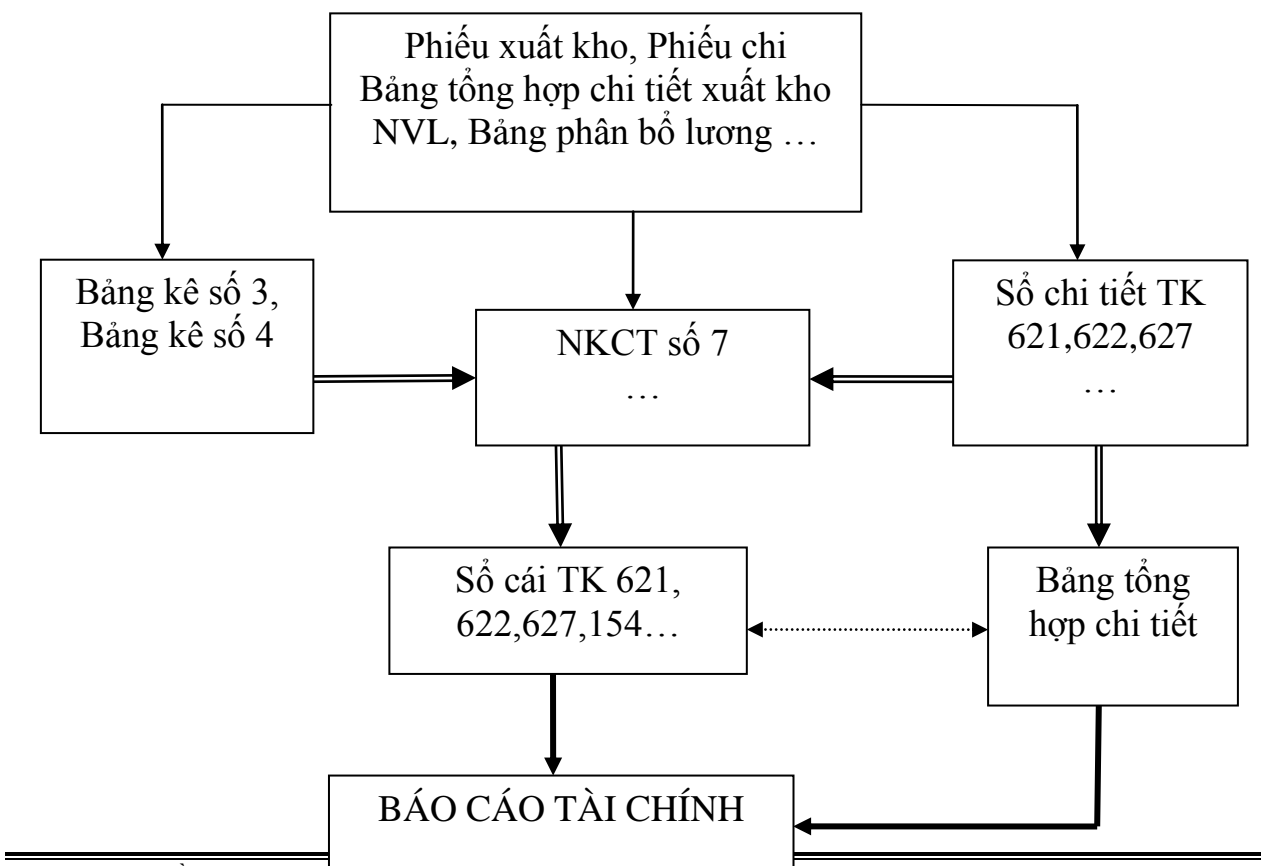 Phiếu xuất kho, Phiếu chi
Bảng tổng hợp chi tiết xuất kho
NVL, Bảng phân bổ lương …
Bảng kê số 3,
Bảng kê số 4
NKCT số 7
…
Sổ chi tiết TK
621,622,627
…
Sổ cái TK 621,
622,627,154…
Bảng tổng
hợp chi tiết
BÁO CÁO TÀI CHÍNH